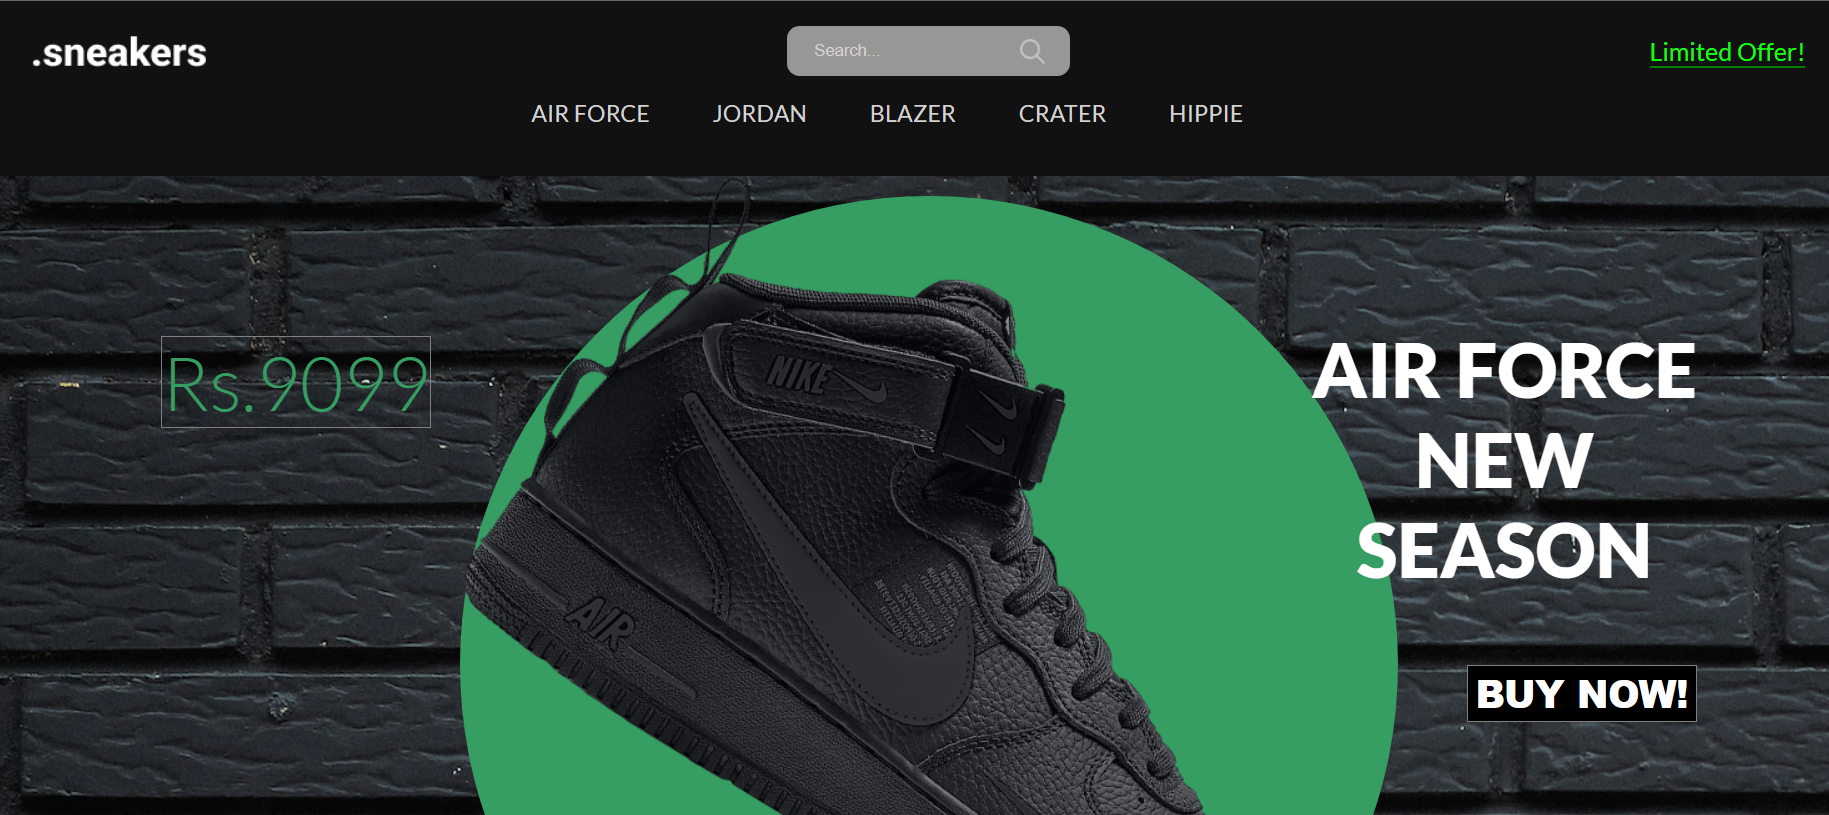 .sneakers
Search...
Limited Offer!
AIR FORCE
JORDAN
BLAZER
CRATER
HIPPIE
Rs.9099
NIKE
AIR
AIR FORCE
NEW
SEASON
BUY NOW!